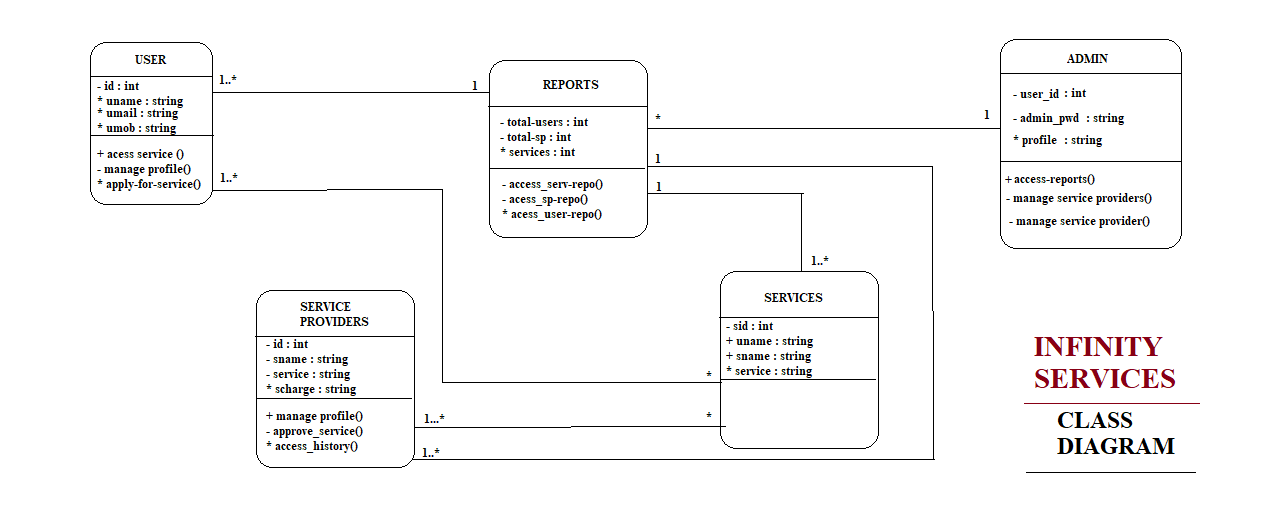 USER
- id : int
* uname : string
* umail : string
* umob : string
+ acess service ()
- manage profile()
* apply-for-service()
1..*
1
1..*
REPORTS
- total-users : int
- total-sp : int
* services : int
- access_serv-repo()
- acess_sp-repo()
* acess_user-repo()
*
1
1
1
ADMIN
- user_id : int
- admin_pwd : string
* profile : string
+ access-reports()
- manage service providers()
- manage service provider()
SERVICE
PROVIDERS
- id : int
- sname : string
- service : string
* scharge : string
+ manage profile()
- approve_service()
* access_history()
1...*
1..*
1..*
*
*
SERVICES
- sid : int
+ uname : string
+ sname : string
* service : string
INFINITY
SERVICES
CLASS
DIAGRAM